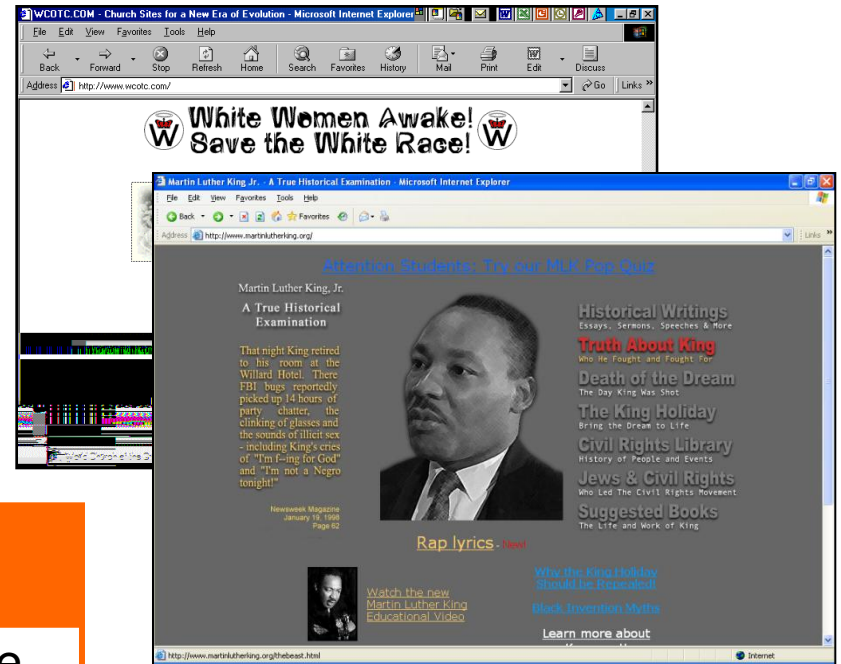 WCOTC.COM - Church Sites for a New Era of Evolution - Microsoft Internet Explorer
File Edit View Favorites Tools Help
Back Forward Stop Refresh Home Search Favorites History Mail Print Edit Discuss
Address http://www.wcotc.com/ Go Links »
White Women Awake!
Save the White Race!
Martin Luther King Jr. - A True Historical Examination - Microsoft Internet Explorer
File Edit View Favorites Tools Help
Back Search Favorites
Address http://www.martinlutherking.org/ Links »
Attention Students: Try our MLK Pop Quiz
Martin Luther King, Jr.
A True Historical
Examination
That night King retired
to his room at the
Willard Hotel. There
FBI bugs reportedly
picked up 14 hours of
party chatter, the
clinking of glasses and
the sounds of illicit sex
- including King's cries
of "I'm f--ing for God"
and "I'm not a Negro
tonight!"
Newsweek Magazine
January 19, 1998
Page 62
Historical Writings
Essays, Sermons, Speeches & More
Truth About King
Who He Fought and Fought For
Death of the Dream
The Day King Was Shot
The King Holiday
Bring the Dream to Life
Civil Rights Library
History of People and Events
Jews & Civil Rights
Who Led The Civil Rights Movement
Suggested Books
The Life and Work of King
Rap lyrics - New!
Watch the new
Martin Luther King
Educational Video
Why the King Holiday
Should be Repealed!
Black Invention Myths
Learn more about
http://www.martinlutherking.org/thebeast.html Internet